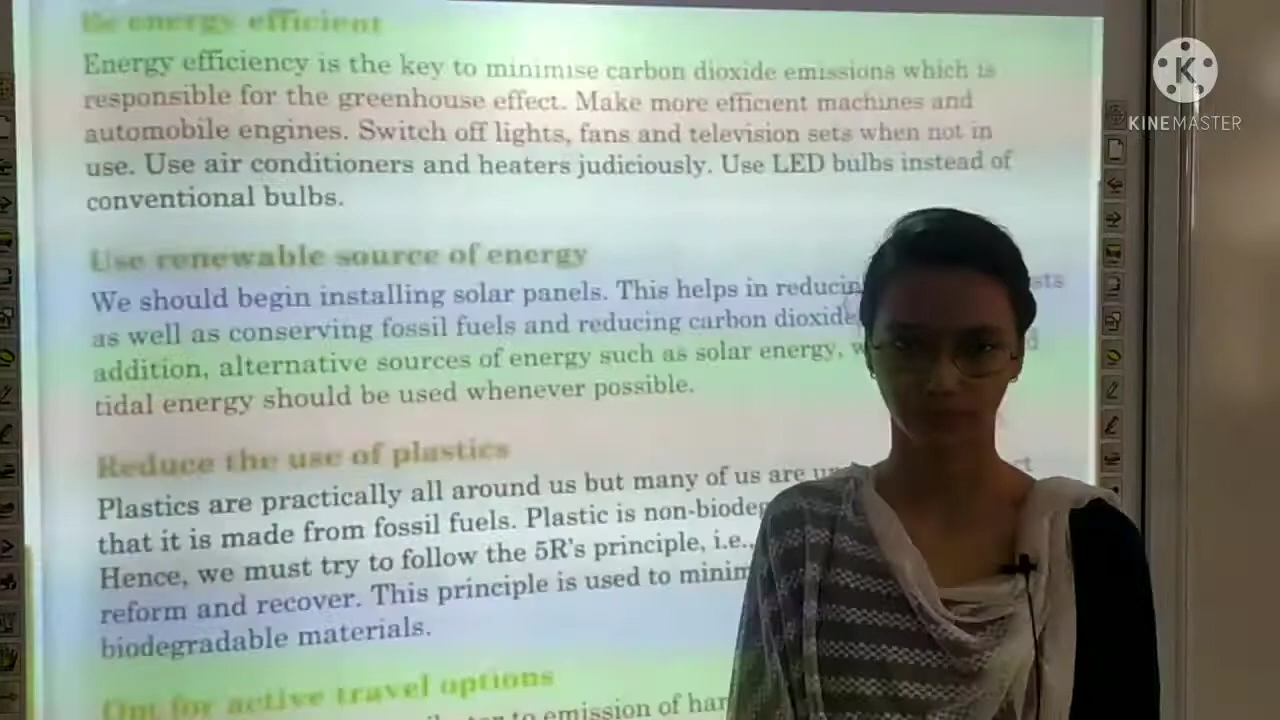 Be energy efficient
Energy efficiency is the key to minimise carbon dioxide emissions which is
responsible for the greenhouse effect. Make more efficient machines and
automobile engines. Switch off lights, fans and television sets when not in
use. Use air conditioners and heaters judiciously. Use LED bulbs instead of
conventional bulbs.
Use renewable source of energy
We should begin installing solar panels. This helps in
as well as conserving fossil fuels and reducing carbon dioxide
addition, alternative sources of energy such as solar energy,
tidal energy should be used whenever possible.
Reduce the use of plastics
Plastics are practically all around us but many of us are
that it is made from fossil fuels. Plastic is
Hence, we must try to follow the 5R's principle, i.e.,
reform and recover. This principle is used to
biodegradable materials.
Opt for active travel options
to emission of
KINEMASTER